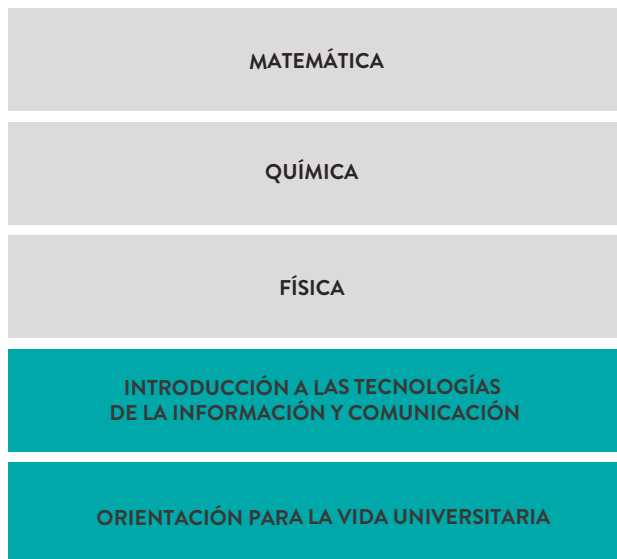 MATEMÁTICA
QUÍMICA
FÍSICA
INTRODUCCIÓN A LAS TECNOLOGÍAS
DE LA INFORMACIÓN Y COMUNICACIÓN
ORIENTACIÓN PARA LA VIDA UNIVERSITARIA